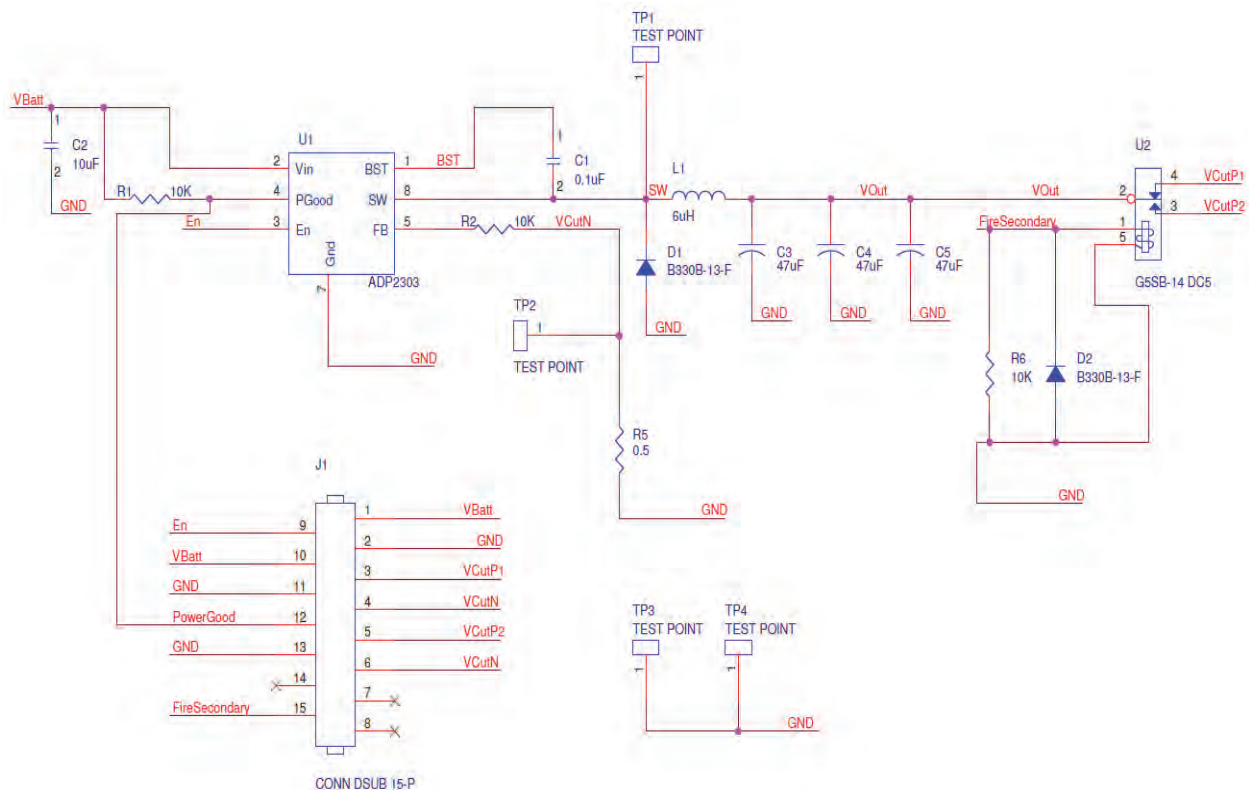 TP1
TEST POINT
1
VBatt
1
C2
10uF
2
GND
R1 10K
En
U1
2 Vin
4 PGood
3 En
BST 1
SW 8
FB 5
Gnd
7
ADP2303
GND
BST
1
C1
0.1uF
2
R2 10K VCutN
TP2
1
TEST POINT
R5
0.5
GND
SW
L1
6uH
D1
B330B-13-F
GND
VOut
C3
47uF
GND
C4
47uF
GND
C5
47uF
GND
VOut
U2
2
4 VCutP1
3 VCutP2
FireSecondary 1
5
G5SB-14 DC5
R6
10K
D2
B330B-13-F
GND
J1
En 9
VBatt 10
GND 11
PowerGood 12
GND 13
14
FireSecondary 15
1 VBatt
2 GND
3 VCutP1
4 VCutN
5 VCutP2
6 VCutN
7
8
CONN DSUB 15-P
TP3
TEST POINT
1
TP4
TEST POINT
1
GND